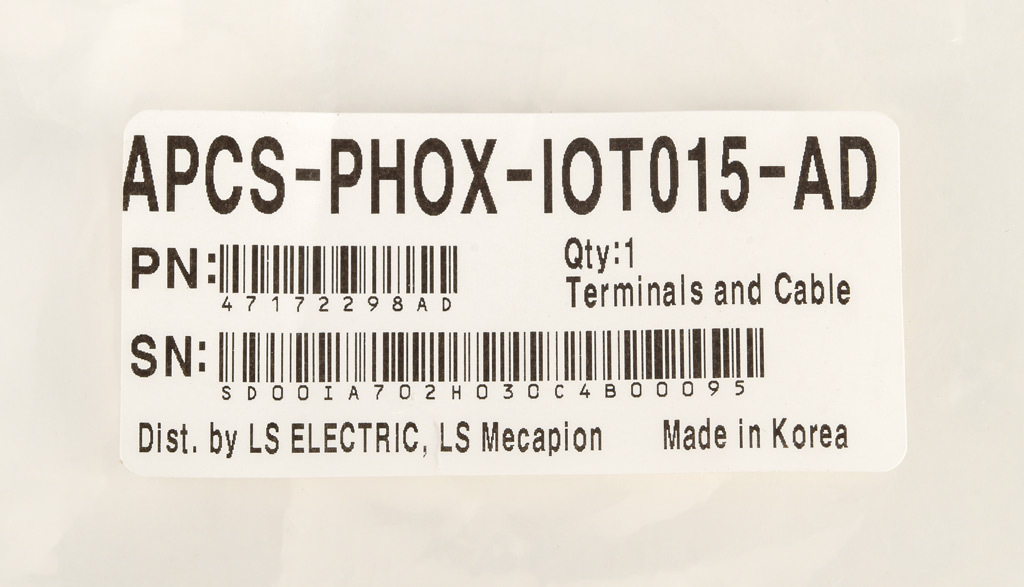 APCS-PHOX-IOT015-AD
PN:
47172298AD
Qty:1
Terminals and Cable
SN:
SD00IA702H030C4B00095
Dist. by LS ELECTRIC, LS Mecapion
Made in Korea